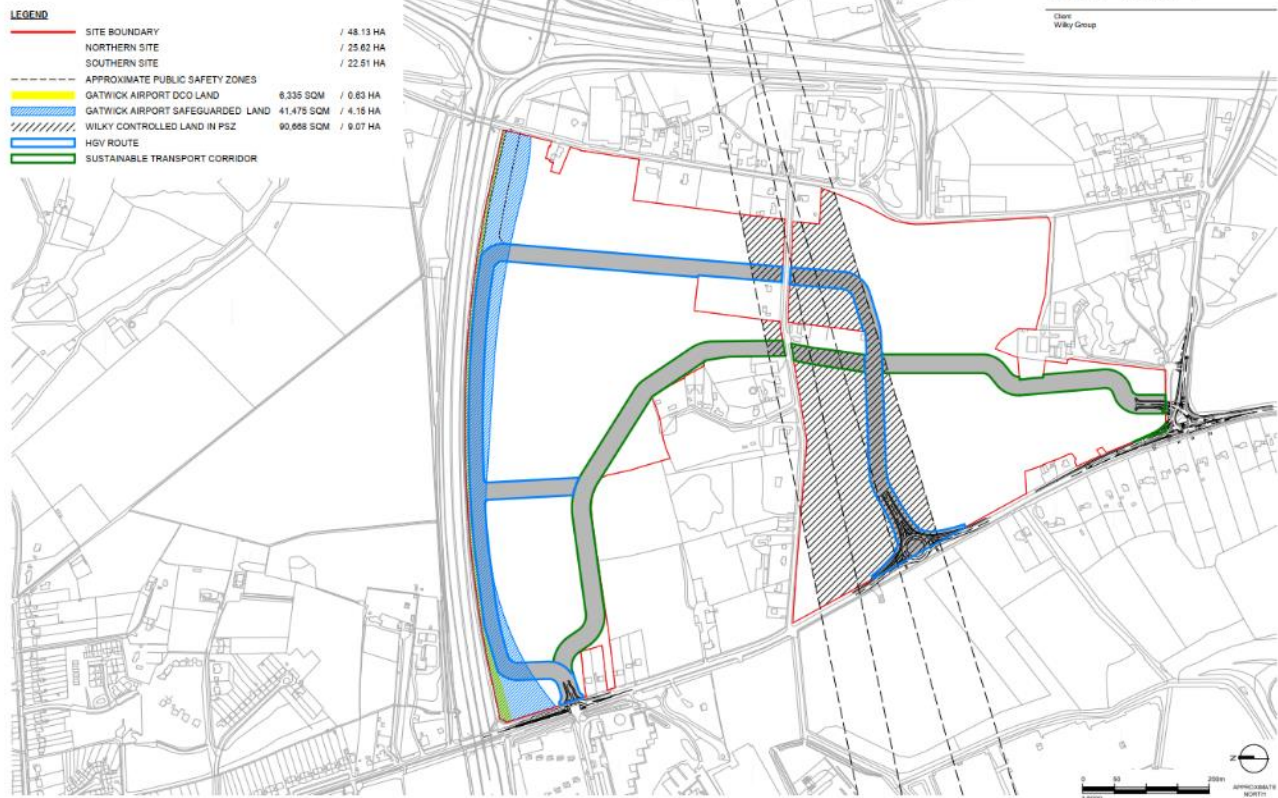 LEGEND
SITE BOUNDARY / 48.13 HA
NORTHERN SITE / 25.62 HA
SOUTHERN SITE / 22.51 HA
APPROXIMATE PUBLIC SAFETY ZONES
GATWICK AIRPORT DCO LAND 6,335 SQM / 0.63 HA
GATWICK AIRPORT SAFEGUARDED LAND 41,475 SQM / 4.15 HA
WILKY CONTROLLED LAND IN PSZ 90,668 SQM / 9.07 HA
HGV ROUTE
SUSTAINABLE TRANSPORT CORRIDOR
Client
Wilky Group
0 50 200m
N
APPROXIMATE
NORTH